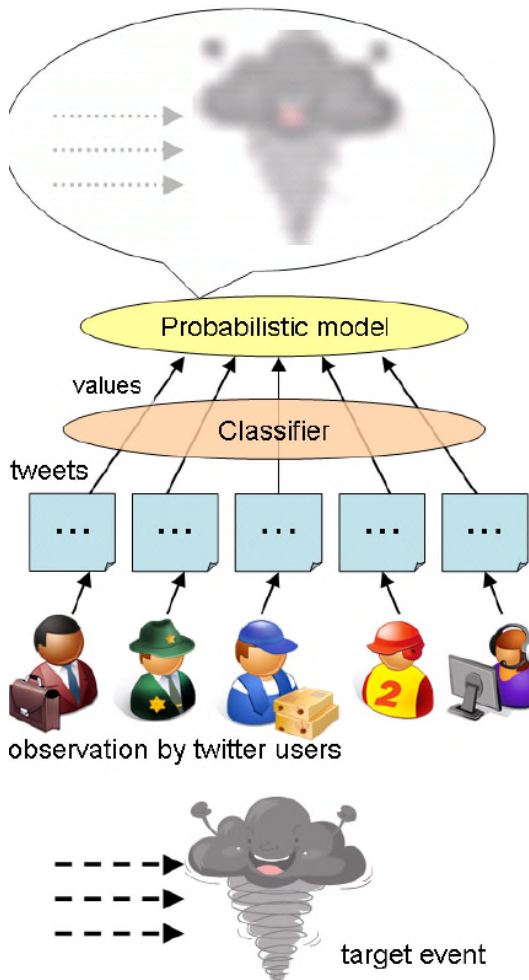 Probabilistic model
values
Classifier
tweets
... ... ... ... ...
2
observation by twitter users
target event